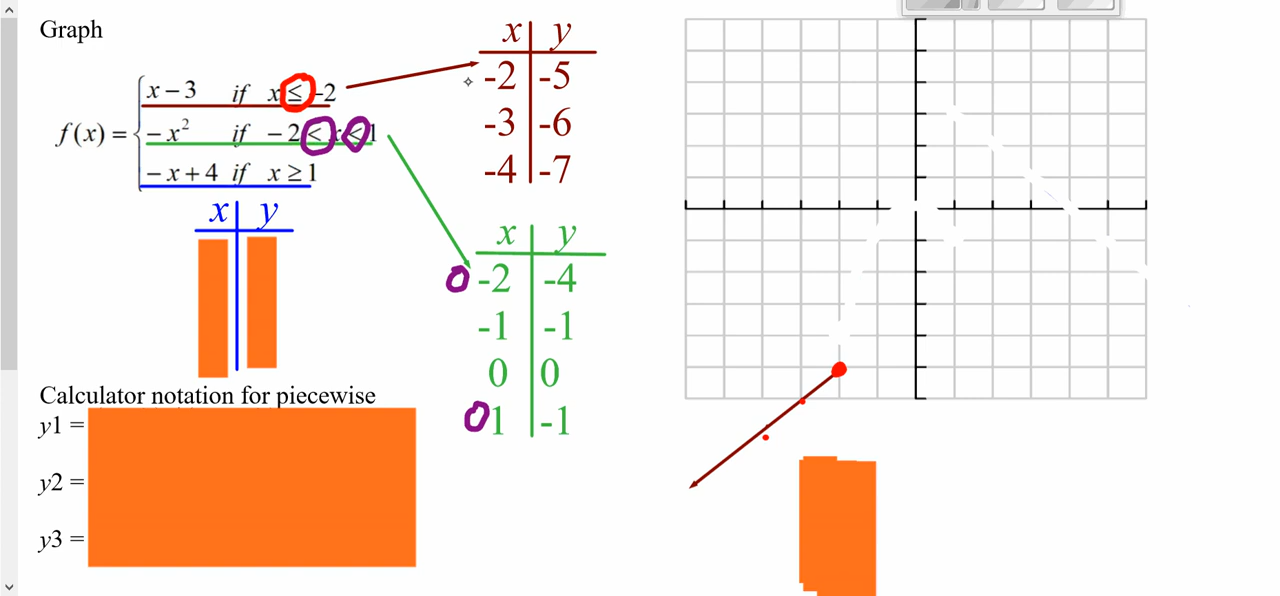 Graph
x − 3 if x ≤ -2
f(x) = { − x² if − 2 < x < 1
− x + 4 if x ≥ 1
x y
-2 -5
-3 -6
-4 -7
x y
x y
-2 -4
-1 -1
0 0
1 -1
Calculator notation for piecewise
y1 =
y2 =
y3 =